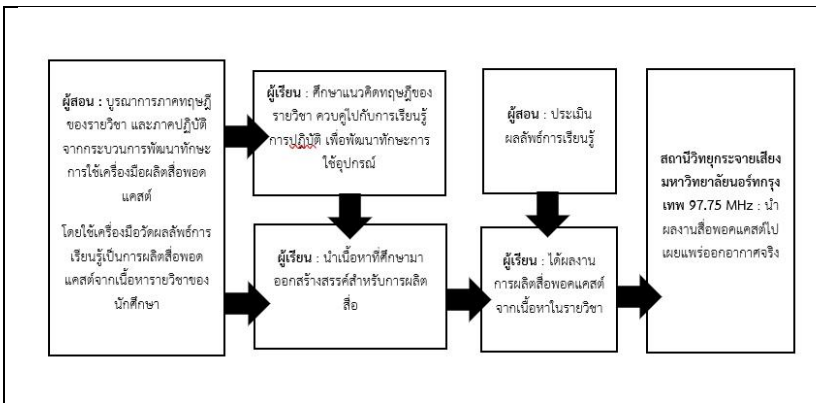 ผู้สอน : บูรณาการภาคทฤษฎี
ของรายวิชา และภาคปฏิบัติ
จากกระบวนการพัฒนาทักษะ
การใช้เครื่องมือผลิตสื่อพอด
แคสต์
โดยใช้เครื่องมือวัดผลลัพธ์การ
เรียนรู้เป็นการผลิตสื่อพอด
แคสต์จากเนื้อหารายวิชาของ
นักศึกษา
ผู้เรียน : ศึกษาแนวคิดทฤษฎีของ
รายวิชา ควบคู่ไปกับการเรียนรู้
การปฏิบัติ เพื่อพัฒนาทักษะการ
ใช้อุปกรณ์
ผู้เรียน : นำเนื้อหาที่ศึกษามา
ออกสร้างสรรค์สำหรับการผลิต
สื่อ
ผู้สอน : ประเมิน
ผลลัพธ์การเรียนรู้
ผู้เรียน : ได้ผลงาน
การผลิตสื่อพอดแคสต์
จากเนื้อหาในรายวิชา
สถานีวิทยุกระจายเสียง
มหาวิทยาลัยนอร์ทกรุง
เทพ 97.75 MHz : นำ
ผลงานสื่อพอดแคสต์ไป
เผยแพร่ออกอากาศจริง